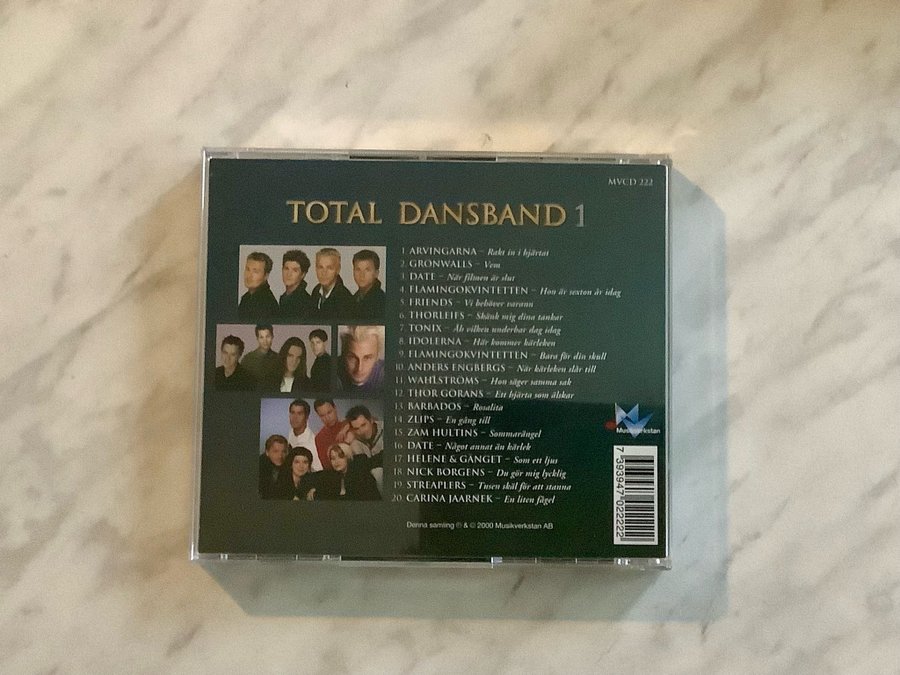 MVCD 222
TOTAL DANSBAND 1
1. ARVINGARNA – Rakt in i hjärtat
2. GRÖNWALLS – Vem
3. DATE – När filmen är slut
4. FLAMINGOKVINTETTEN – Hon är sexton år idag
5. FRIENDS – Vi behöver varann
6. THORLEIFS – Skänk mig dina tankar
7. TONIX – Åh vilken underbar dag idag
8. IDOLERNA – Här kommer kärleken
9. FLAMINGOKVINTETTEN – Bara för din skull
10. ANDERS ENGBERGS – När kärleken slår till
11. WAHLSTRÖMS – Hon säger samma sak
12. THOR GÖRANS – Ett hjärta som älskar
13. BARBADOS – Rosalita
14. ZLIPS – En gång till
15. ZAM HULTINS – Sommarängel
16. DATE – Något annat än kärlek
17. HELENE & GÄNGET – Som ett ljus
18. NICK BORGENS – Du gör mig lycklig
19. STREAPLERS – Tusen skäl för att stanna
20. CARINA JAARNEK – En liten fågel
Musikverkstan
7 393947 022222
Denna samling ℗ & © 2000 Musikverkstan AB